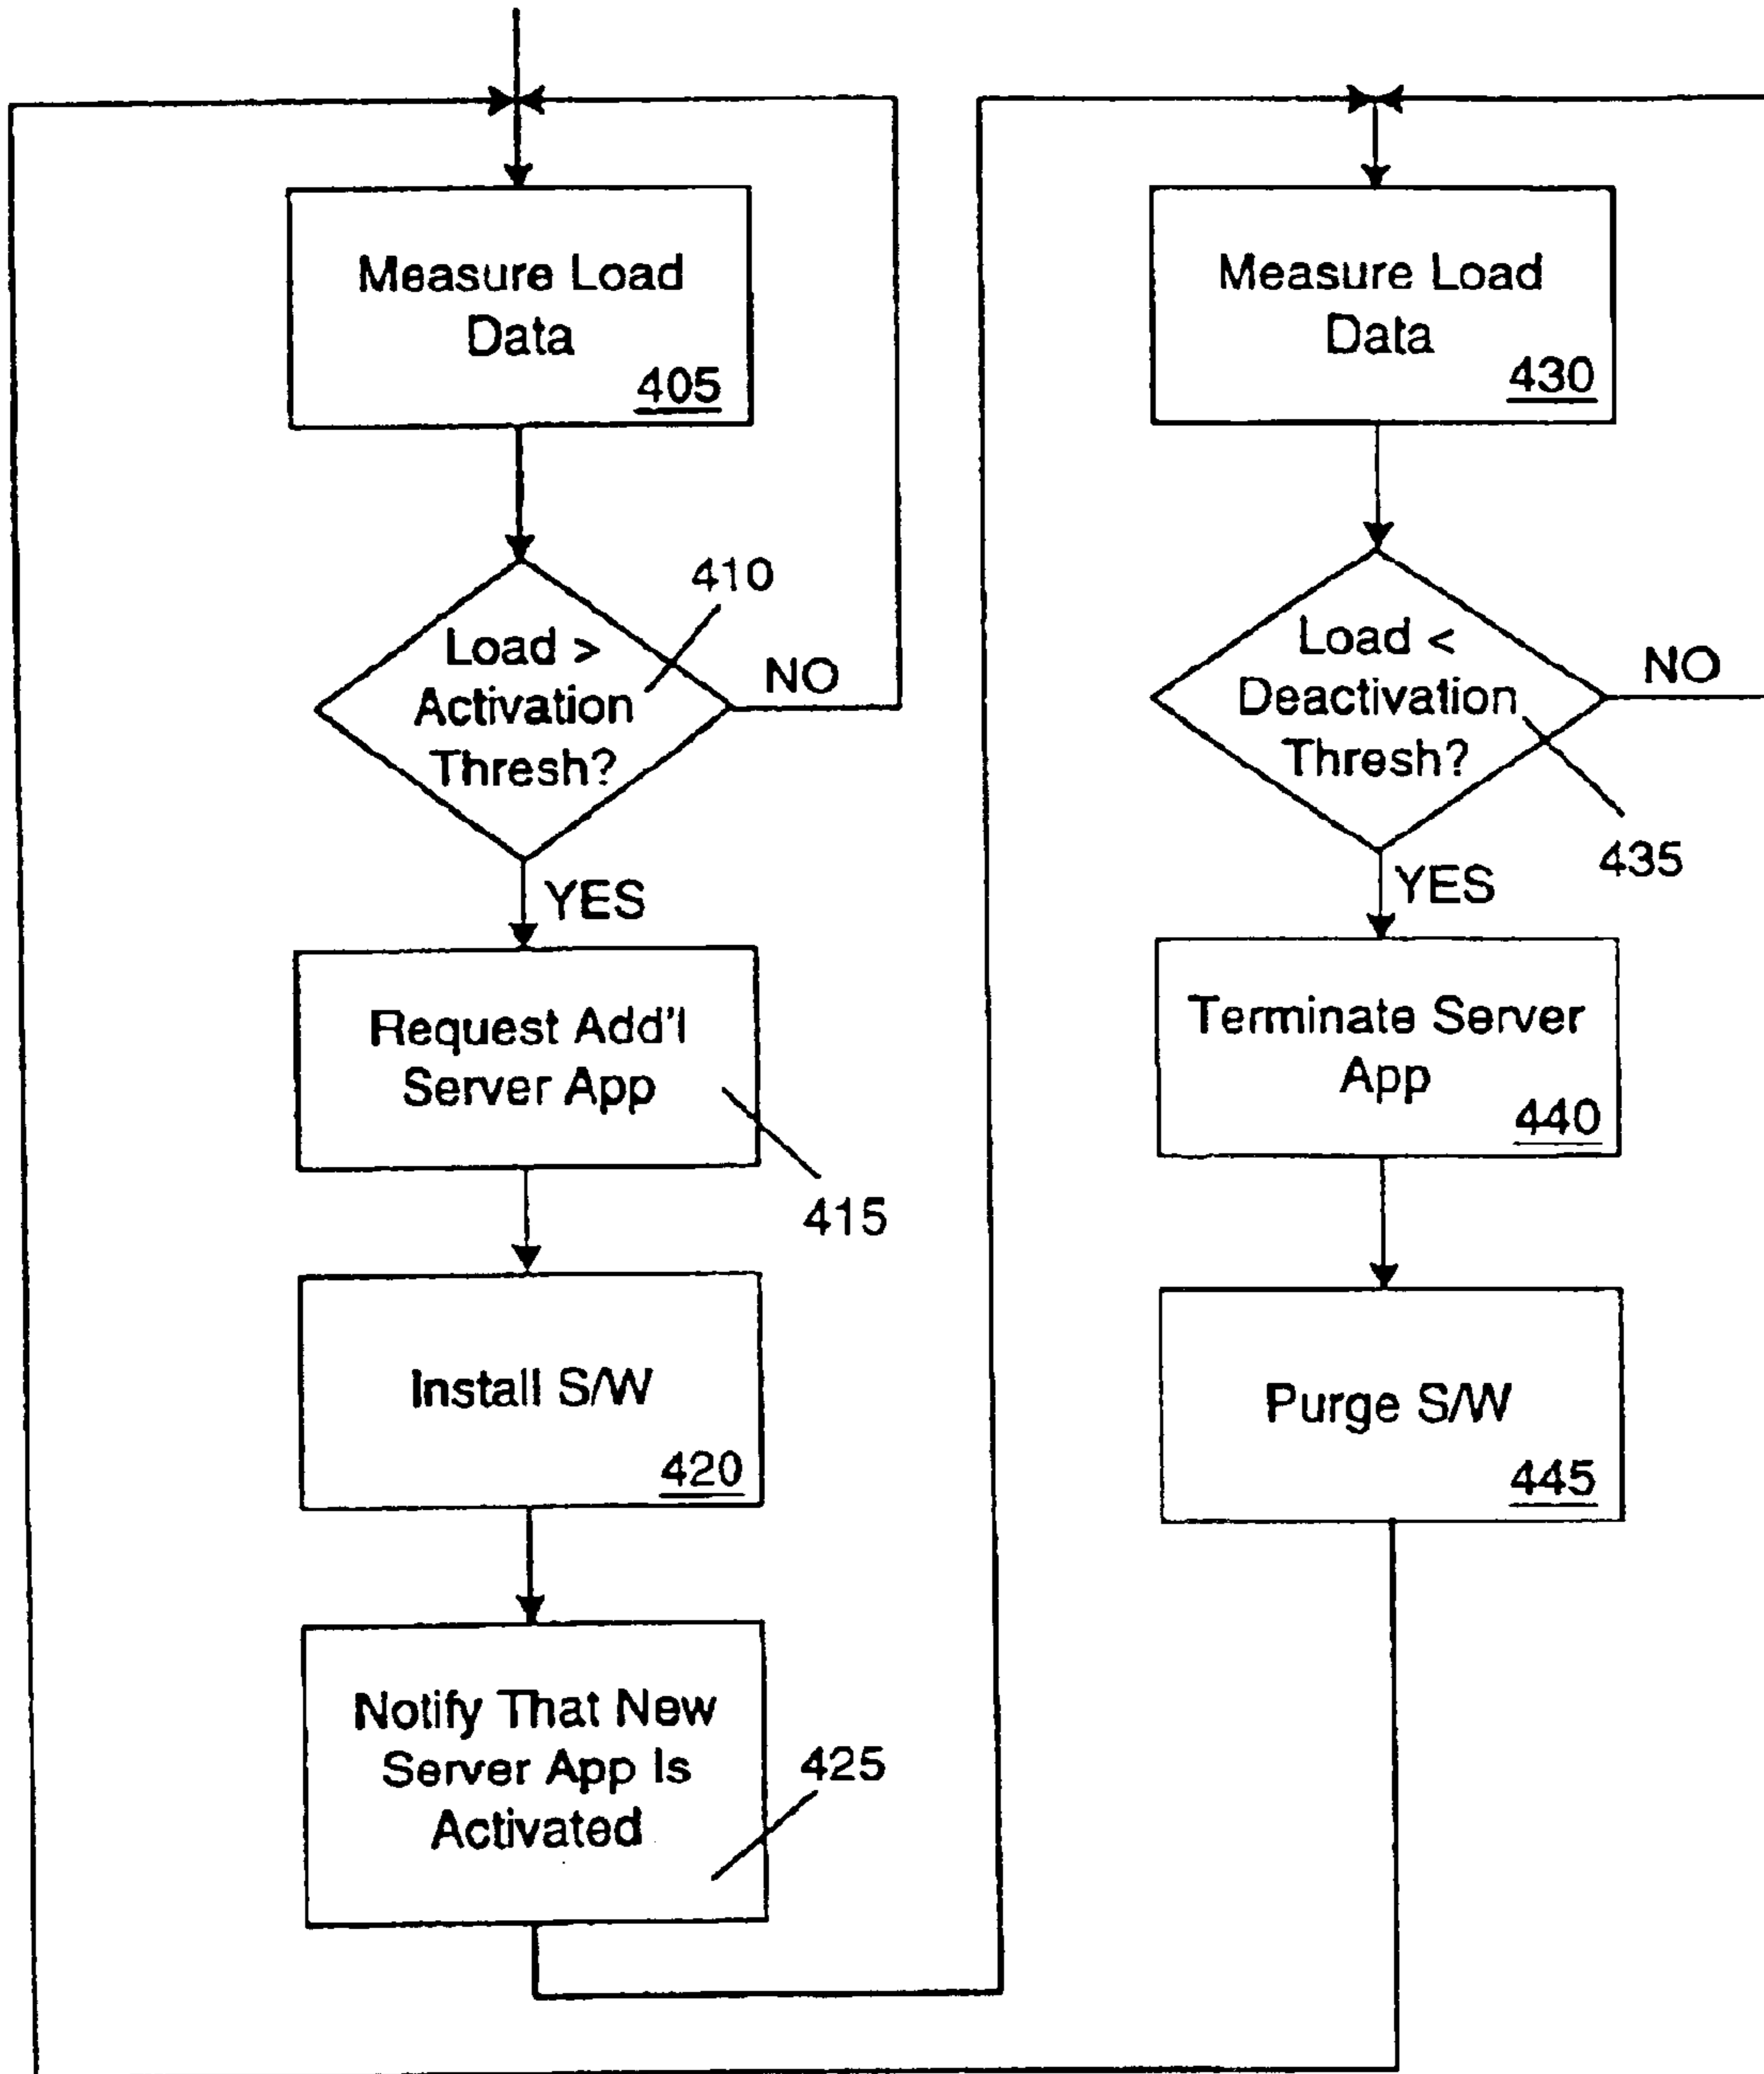 Measure Load
Data
405
410
Load >
Activation
Thresh?
NO
YES
Request Add'l
Server App
415
Install S/W
420
Notify That New
Server App Is
Activated
425
Measure Load
Data
430
Load <
Deactivation
Thresh?
NO
435
YES
Terminate Server
App
440
Purge S/W
445